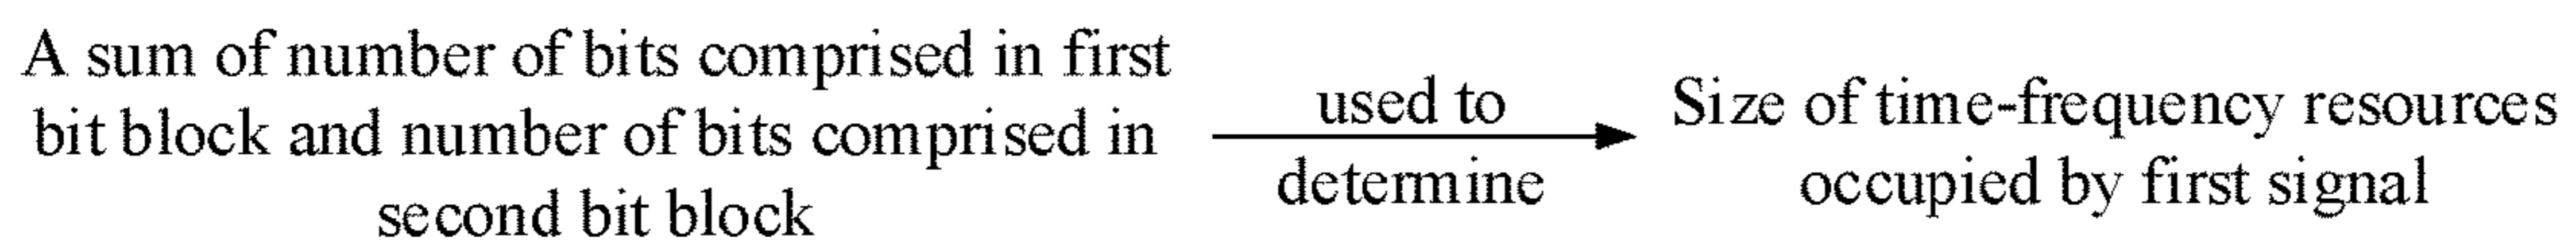 A sum of number of bits comprised in first
bit block and number of bits comprised in
second bit block
used to
determine
Size of time-frequency resources
occupied by first signal